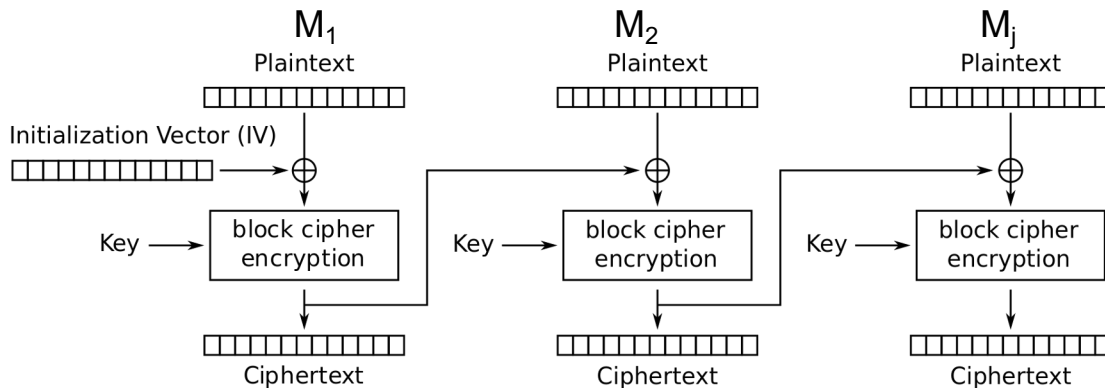 M1 M2 Mj
Plaintext Plaintext Plaintext
Initialization Vector (IV)
Key block cipher encryption Key block cipher encryption Key block cipher encryption
Ciphertext Ciphertext Ciphertext